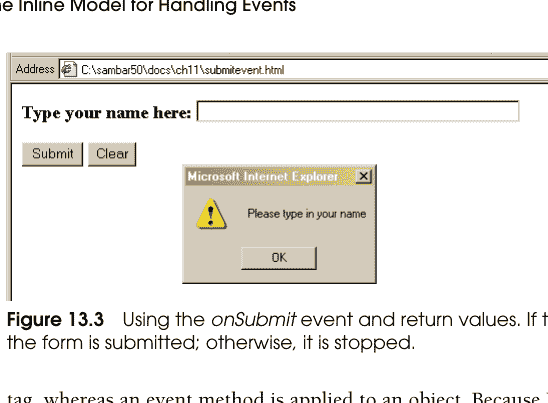 he Inline Model for Handling Events
Address C:\sambar50\docs\ch11\submitevent.html
Type your name here:
Submit Clear
Microsoft Internet Explorer
Please type in your name
OK
Figure 13.3 Using the onSubmit event and return values. If t
the form is submitted; otherwise, it is stopped.
tag, whereas an event method is applied to an object. Because